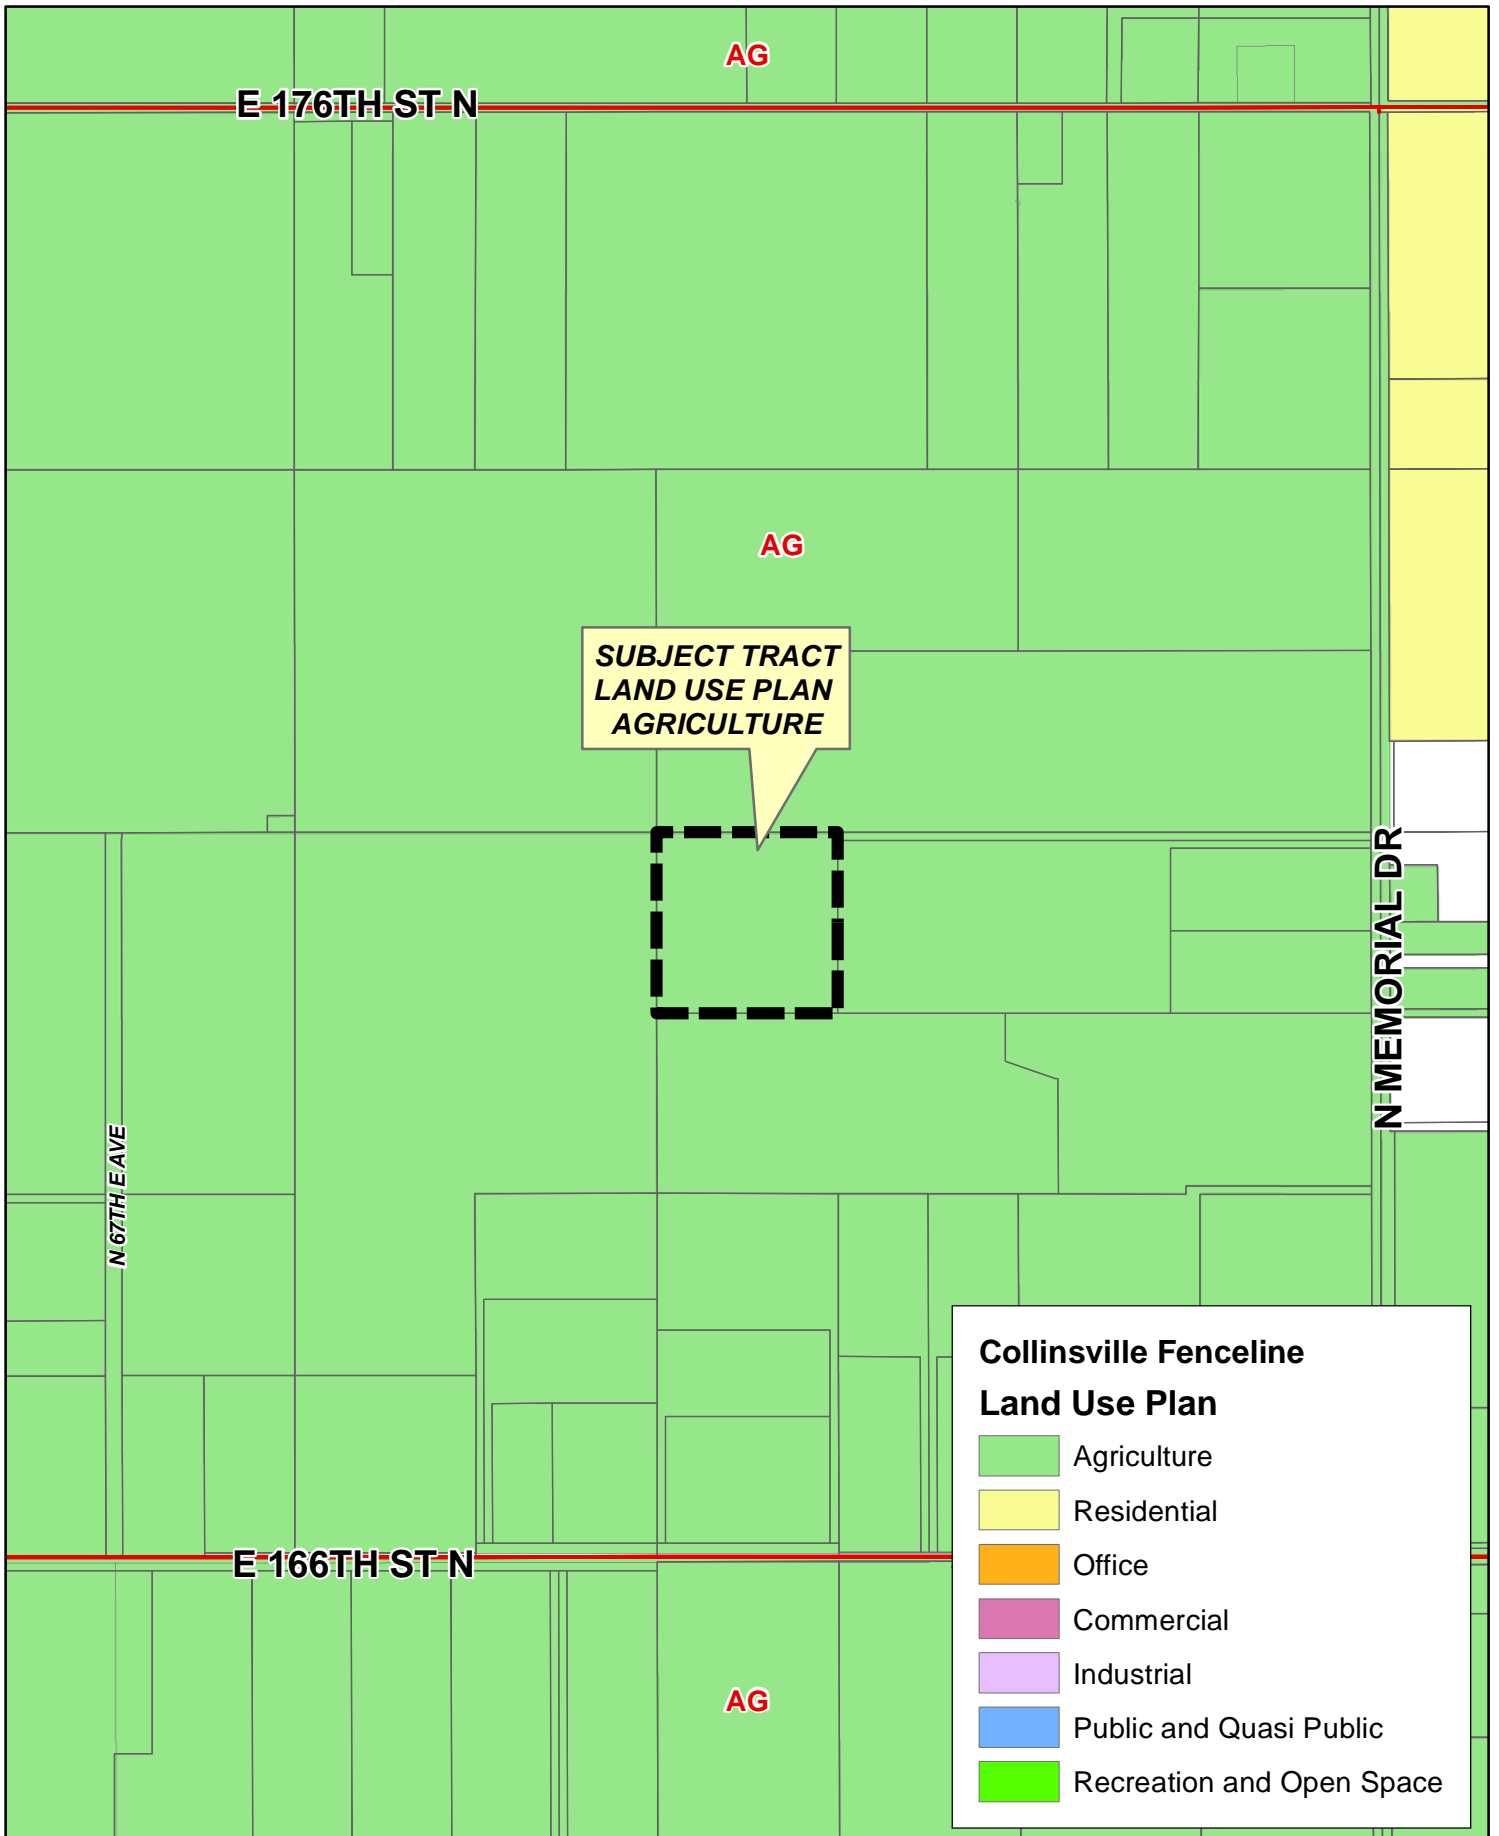 AG
E 176TH ST N
AG
SUBJECT TRACT
LAND USE PLAN
AGRICULTURE
N MEMORIAL DR
N 67TH E AVE
E 166TH ST N
AG
Collinsville Fenceline
Land Use Plan
Agriculture
Residential
Office
Commercial
Industrial
Public and Quasi Public
Recreation and Open Space